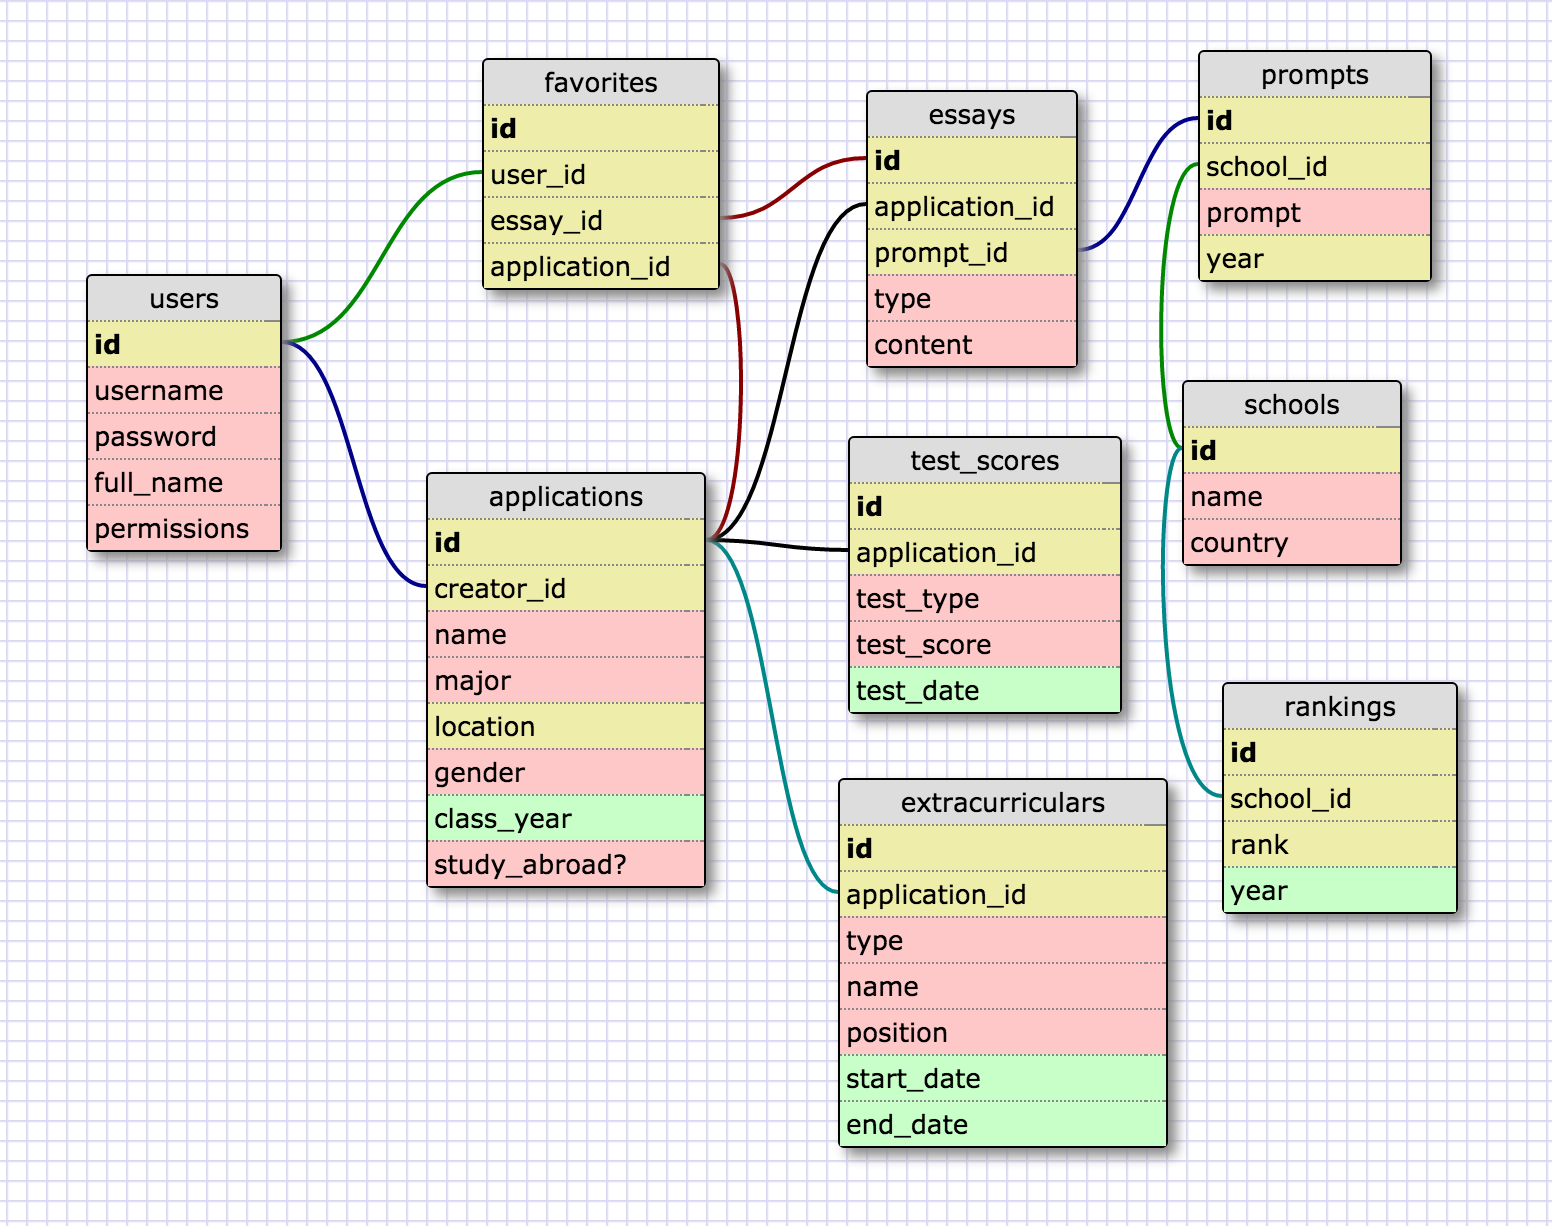 users
id
username
password
full_name
permissions
favorites
id
user_id
essay_id
application_id
applications
id
creator_id
name
major
location
gender
class_year
study_abroad?
essays
id
application_id
prompt_id
type
content
test_scores
id
application_id
test_type
test_score
test_date
extracurriculars
id
application_id
type
name
position
start_date
end_date
prompts
id
school_id
prompt
year
schools
id
name
country
rankings
id
school_id
rank
year